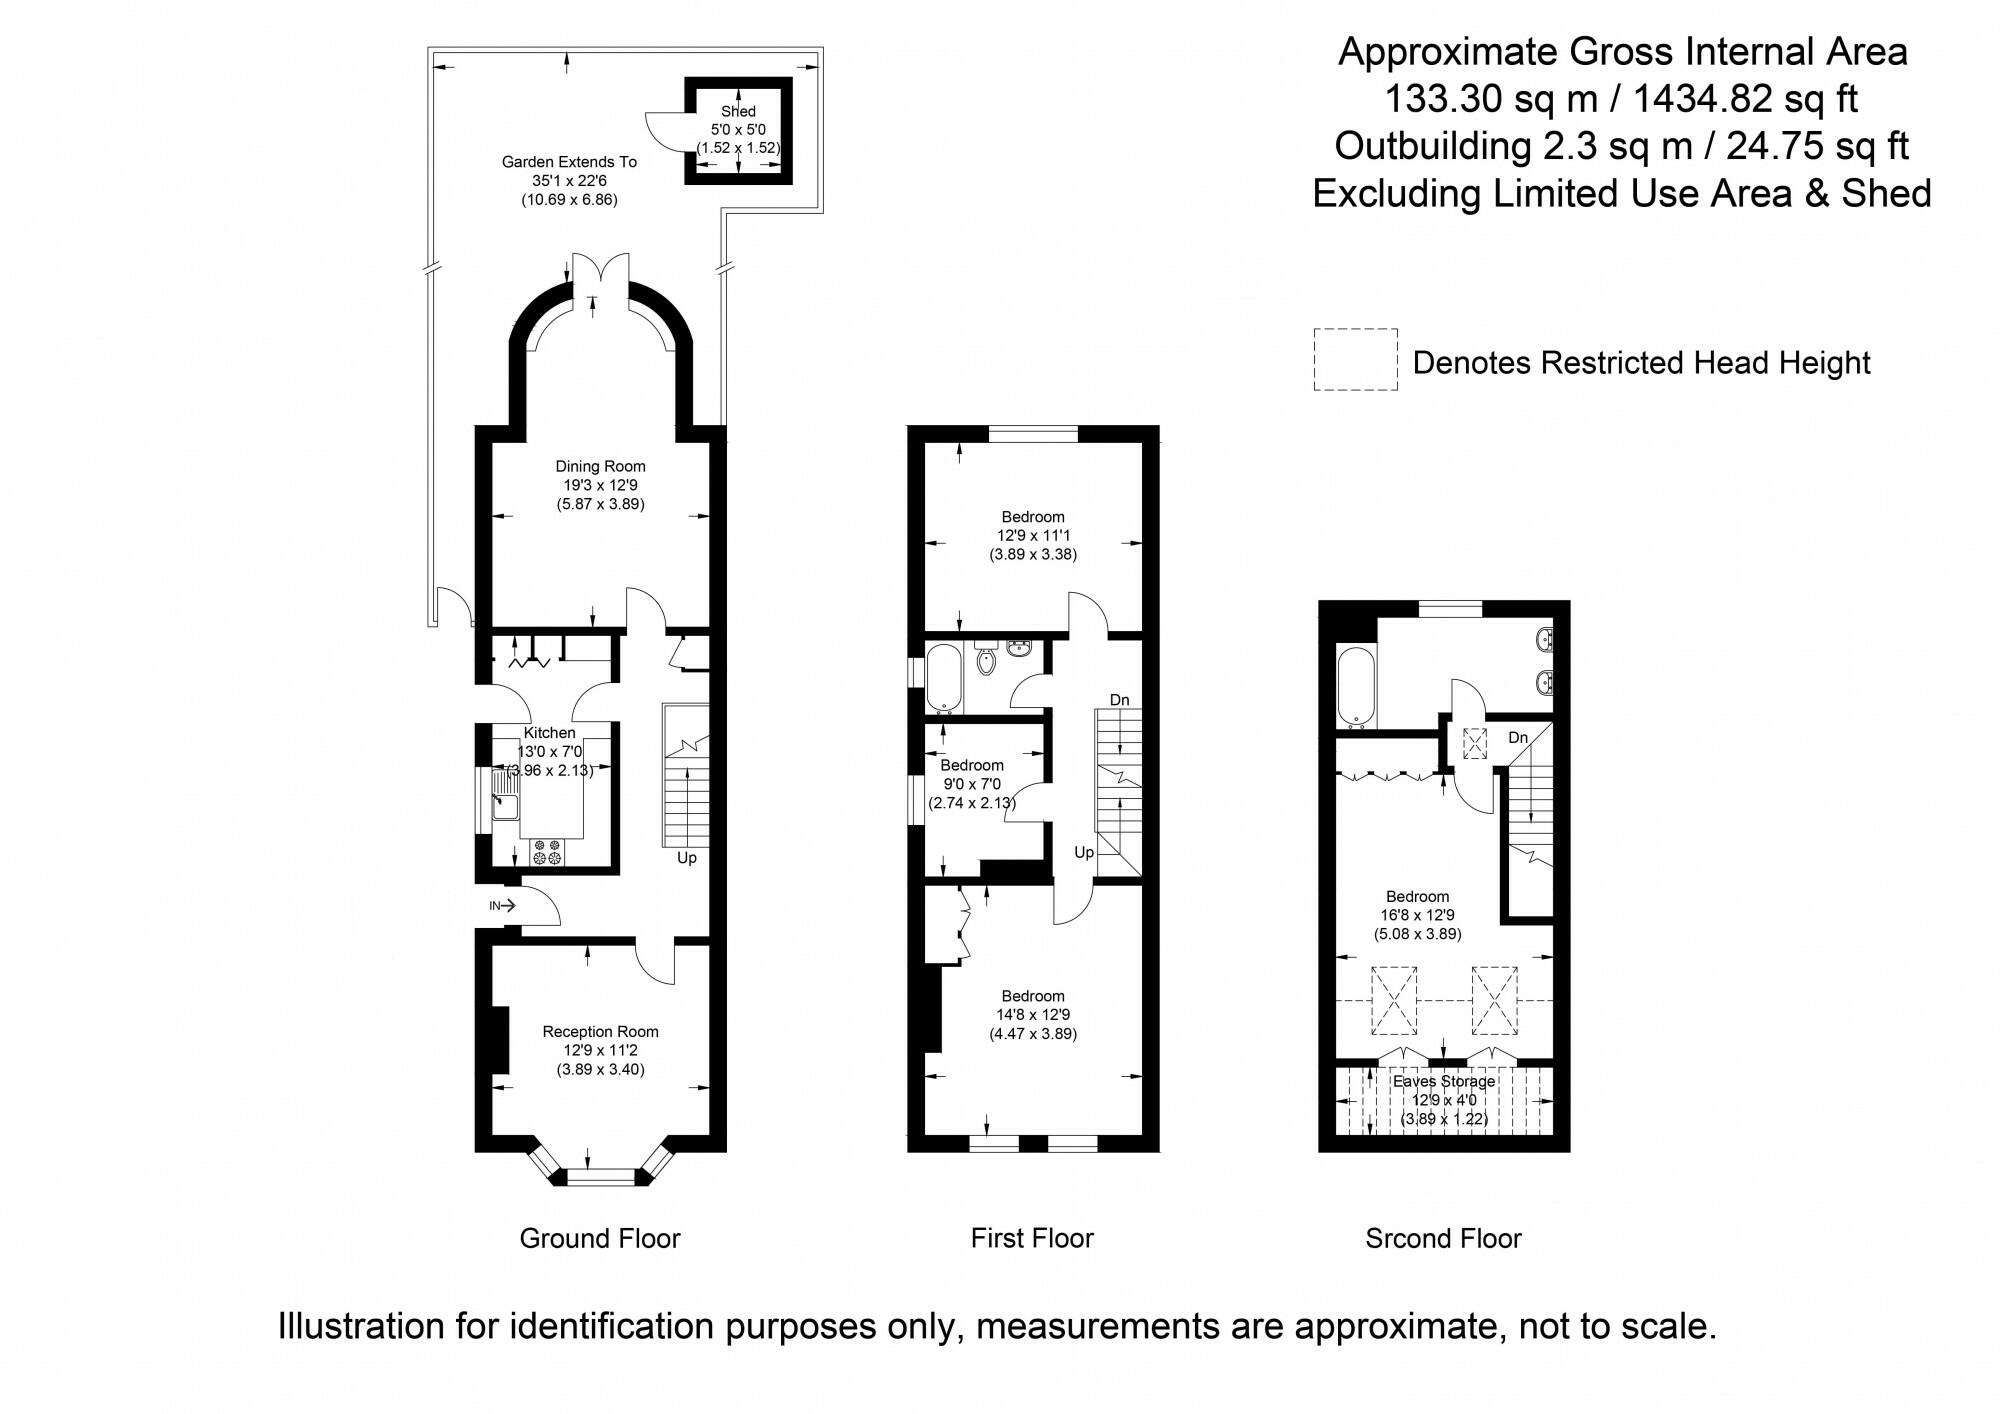 Approximate Gross Internal Area
133.30 sq m / 1434.82 sq ft
Outbuilding 2.3 sq m / 24.75 sq ft
Excluding Limited Use Area & Shed
Denotes Restricted Head Height
Shed
5'0 x 5'0
(1.52 x 1.52)
Garden Extends To
35'1 x 22'6
(10.69 x 6.86)
Dining Room
19'3 x 12'9
(5.87 x 3.89)
Kitchen
13'0 x 7'0
(3.96 x 2.13)
Up
IN
Reception Room
12'9 x 11'2
(3.89 x 3.40)
Ground Floor
Bedroom
12'9 x 11'1
(3.89 x 3.38)
Dn
Bedroom
9'0 x 7'0
(2.74 x 2.13)
Up
Bedroom
14'8 x 12'9
(4.47 x 3.89)
First Floor
Dn
Bedroom
16'8 x 12'9
(5.08 x 3.89)
Eaves Storage
12'9 x 4'0
(3.89 x 1.22)
Srcond Floor
Illustration for identification purposes only, measurements are approximate, not to scale.